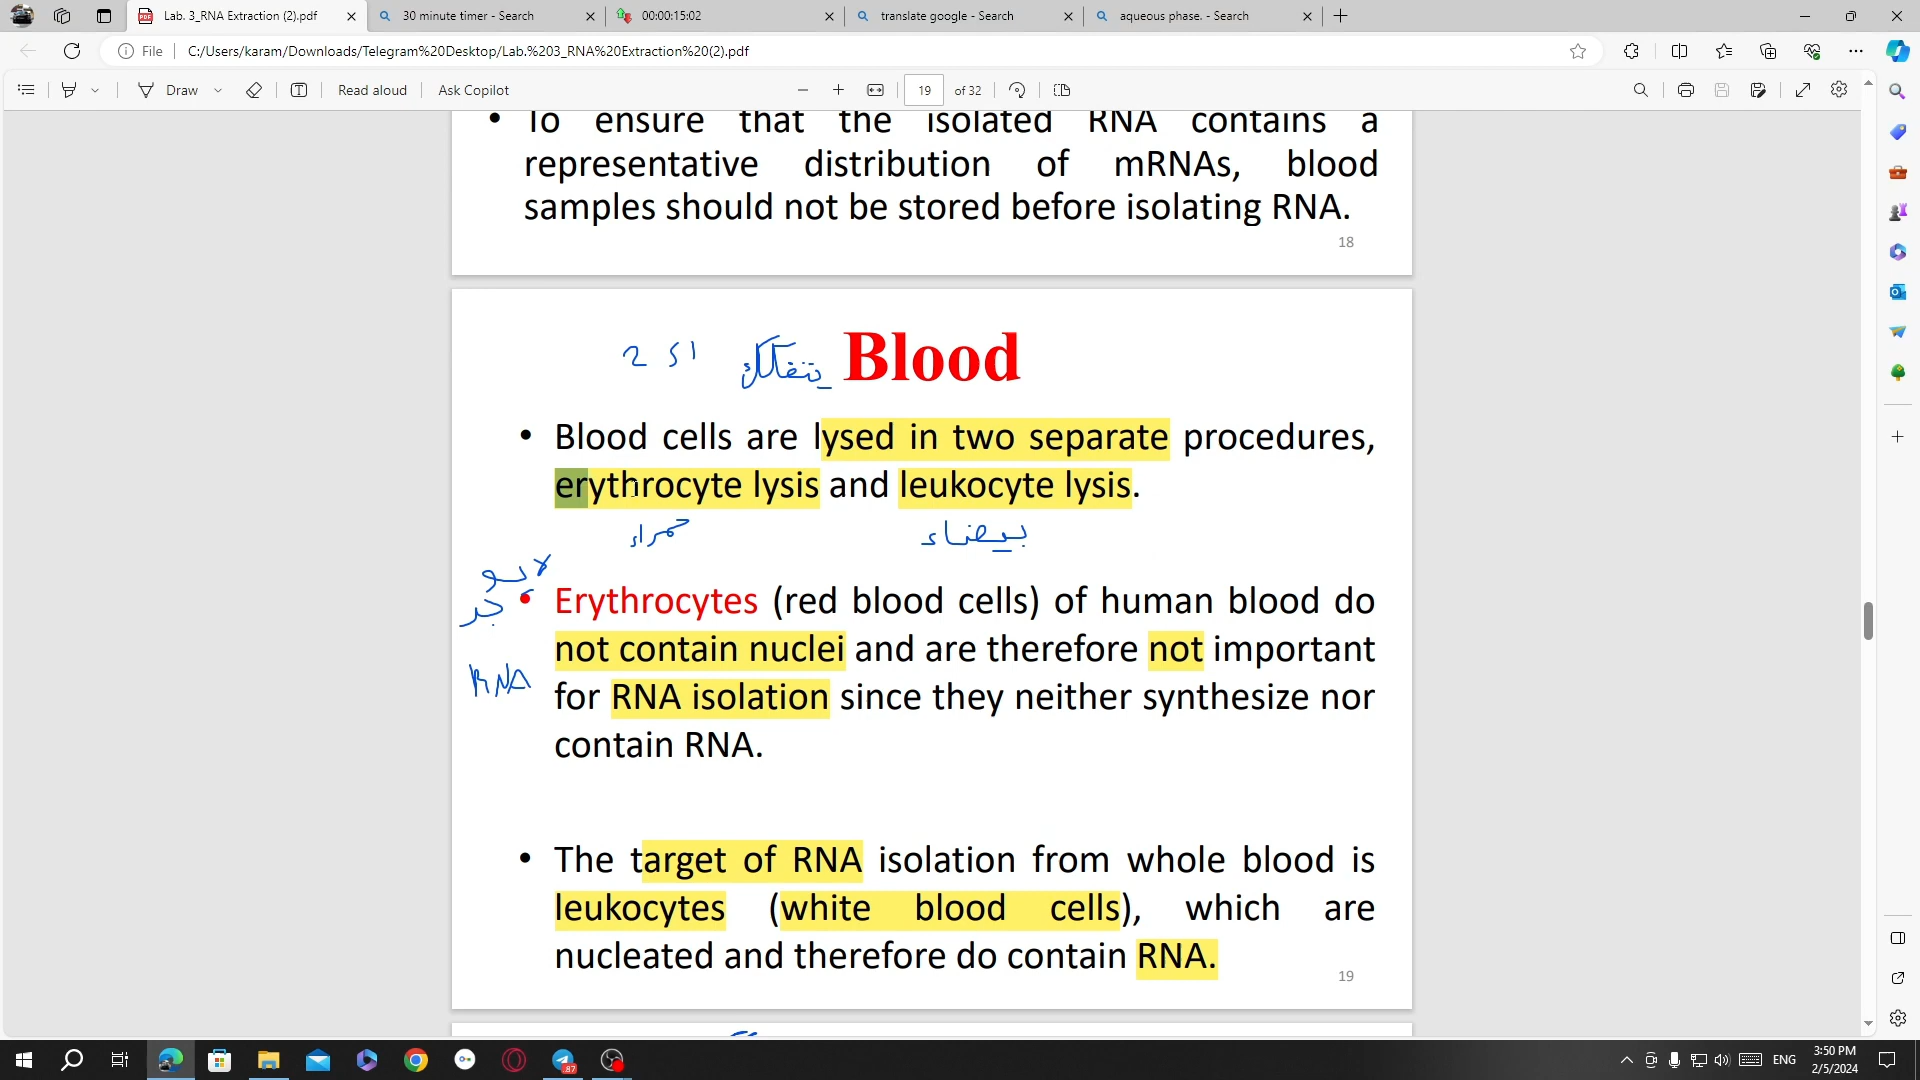 Lab. 3_RNA Extraction (2).pdf
30 minute timer - Search
00:00:15:02
translate google - Search
aqueous phase. - Search
File
C:/Users/karam/Downloads/Telegram%20Desktop/Lab.%203_RNA%20Extraction%20(2).pdf
Draw
Read aloud
Ask Copilot
19
of 32
• To ensure that the isolated RNA contains a
representative distribution of mRNAs, blood
samples should not be stored before isolating RNA.
18
Blood
• Blood cells are lysed in two separate procedures,
erythrocyte lysis and leukocyte lysis.
حمراء
بيضاء
• Erythrocytes (red blood cells) of human blood do
not contain nuclei and are therefore not important
RNA
for RNA isolation since they neither synthesize nor
contain RNA.
• The target of RNA isolation from whole blood is
leukocytes (white blood cells), which are
nucleated and therefore do contain RNA.
19
87
ENG
3:50 PM
2/5/2024